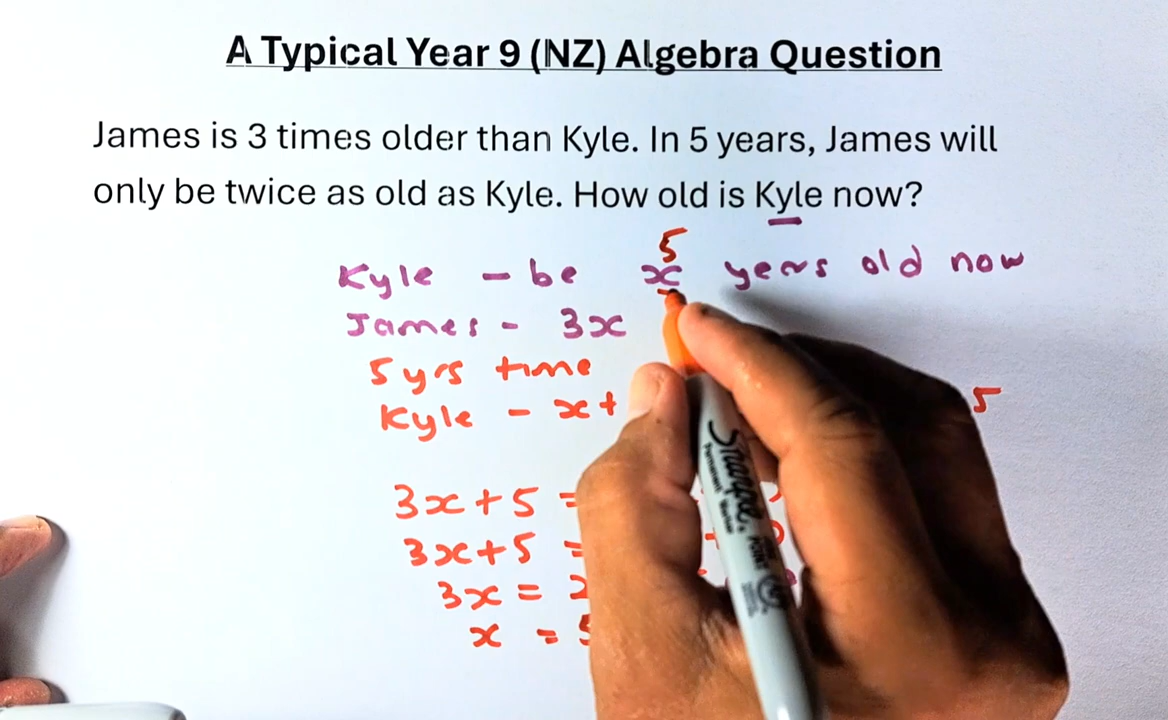 A Typical Year 9 (NZ) Algebra Question
James is 3 times older than Kyle. In 5 years, James will
only be twice as old as Kyle. How old is Kyle now?
5
Kyle - be x years old now
James - 3x
5 yrs time
Kyle - x+ 5
3x+5 =
3x+5 =
3x = 2
x = 5
Sharpie